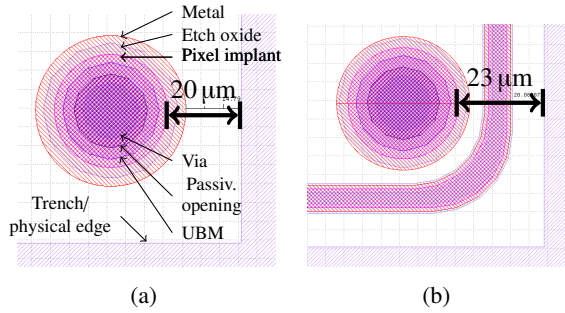 Metal
Etch oxide
Pixel implant
20 µm
23 µm
Via
Passiv.
opening
Trench/
physical edge
UBM
(a)
(b)